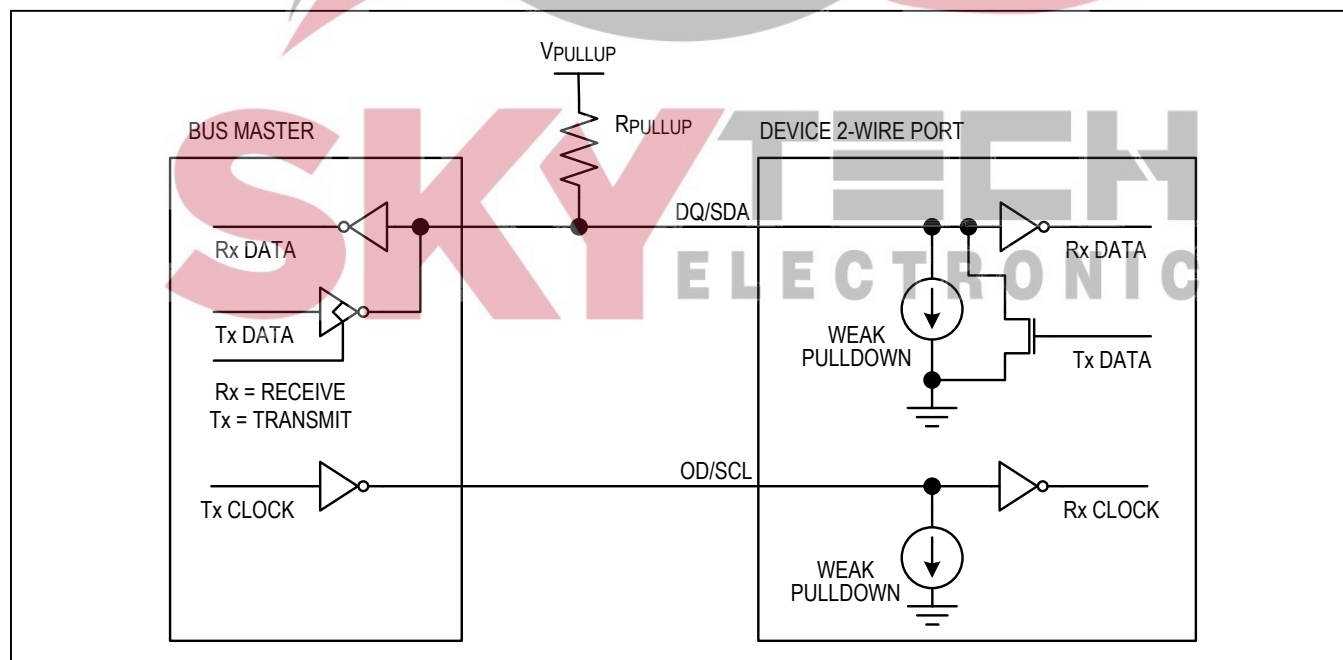 VPULLUP
RPULLUP
BUS MASTER
DEVICE 2-WIRE PORT
SKYTECH
ELECTRONIC
DQ/SDA
Rx DATA
Rx DATA
Tx DATA
WEAK
PULLDOWN
Tx DATA
Rx = RECEIVE
Tx = TRANSMIT
OD/SCL
Tx CLOCK
Rx CLOCK
WEAK
PULLDOWN